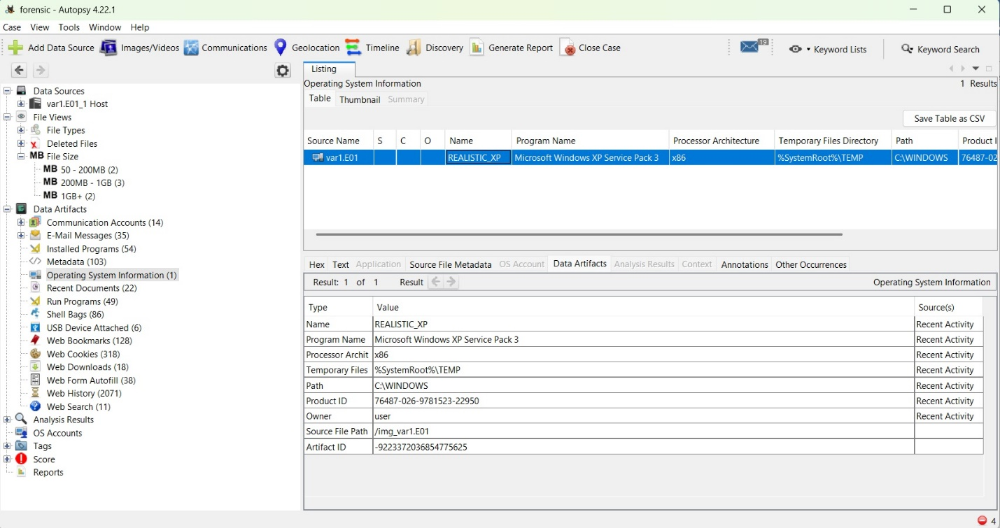 forensic - Autopsy 4.22.1
Case View Tools Window Help
Add Data Source Images/Videos Communications Geolocation Timeline Discovery Generate Report Close Case 19 Keyword Lists Keyword Search
Data Sources
var1.E01_1 Host
File Views
File Types
Deleted Files
MB File Size
MB 50 - 200MB (2)
MB 200MB - 1GB (3)
MB 1GB+ (2)
Data Artifacts
Communication Accounts (14)
E-Mail Messages (35)
Installed Programs (54)
Metadata (103)
Operating System Information (1)
Recent Documents (22)
Run Programs (49)
Shell Bags (86)
USB Device Attached (6)
Web Bookmarks (128)
Web Cookies (318)
Web Downloads (18)
Web Form Autofill (38)
Web History (2071)
Web Search (11)
Analysis Results
OS Accounts
Tags
Score
Reports
Listing
Operating System Information 1 Results
Table Thumbnail Summary
Save Table as CSV
Source Name S C O Name Program Name Processor Architecture Temporary Files Directory Path Product I
var1.E01 REALISTIC_XP Microsoft Windows XP Service Pack 3 x86 %SystemRoot%\TEMP C:\WINDOWS 76487-02
Hex Text Application Source File Metadata OS Account Data Artifacts Analysis Results Context Annotations Other Occurrences
Result: 1 of 1 Result Operating System Information
Type Value Source(s)
Name REALISTIC_XP Recent Activity
Program Name Microsoft Windows XP Service Pack 3 Recent Activity
Processor Archit x86 Recent Activity
Temporary Files %SystemRoot%\TEMP Recent Activity
Path C:\WINDOWS Recent Activity
Product ID 76487-026-9781523-22950 Recent Activity
Owner user Recent Activity
Source File Path /img_var1.E01
Artifact ID -9223372036854775625
4